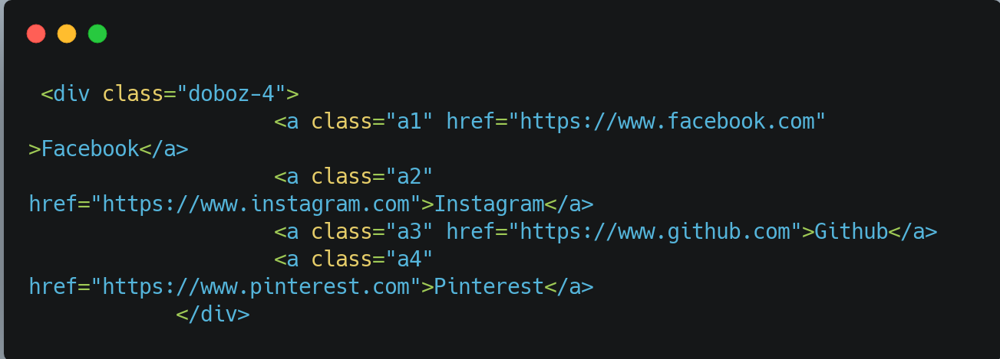 <div class="doboz-4">
<a class="a1" href="https://www.facebook.com"
>Facebook</a>
<a class="a2"
href="https://www.instagram.com">Instagram</a>
<a class="a3" href="https://www.github.com">Github</a>
<a class="a4"
href="https://www.pinterest.com">Pinterest</a>
</div>